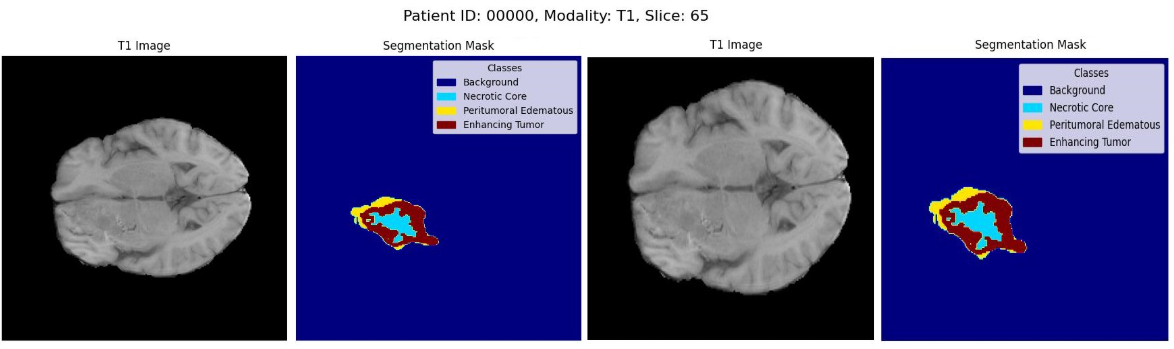 Patient ID: 00000, Modality: T1, Slice: 65
T1 Image
Segmentation Mask
Classes
Background
Necrotic Core
Peritumoral Edematous
Enhancing Tumor
T1 Image
Segmentation Mask
Classes
Background
Necrotic Core
Peritumoral Edematous
Enhancing Tumor